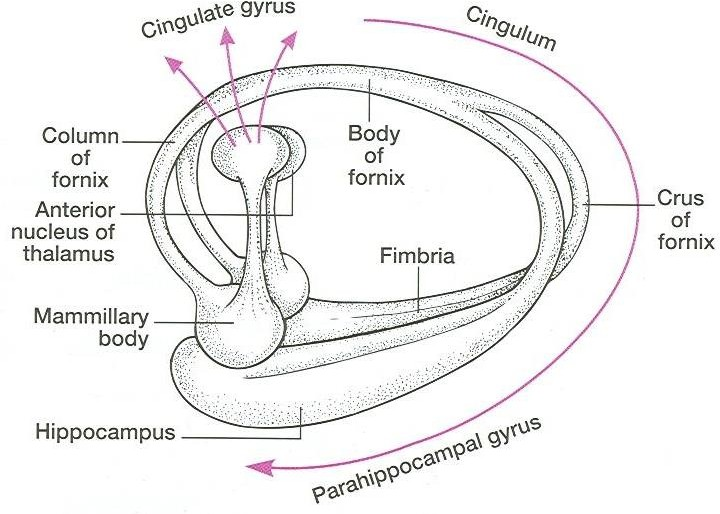 Cingulate gyrus
Cingulum
Column
of
fornix
Body
of
fornix
Anterior
nucleus of
thalamus
Crus
of
fornix
Fimbria
Mammillary
body
Hippocampus
Parahippocampal gyrus